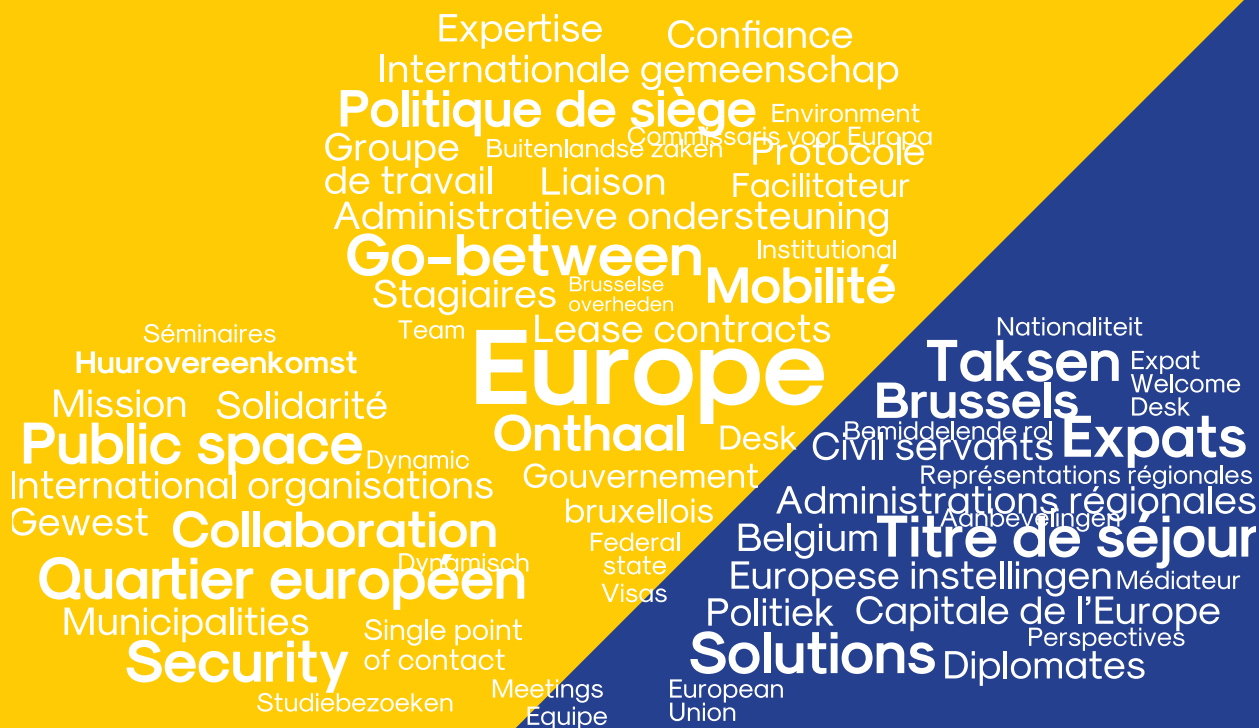 Expertise
Confiance
Internationale gemeenschap
Politique de siège
Environment
Commissaris voor Europa
Groupe
de travail
Buitenlandse zaken
Protocole
Liaison
Facilitateur
Administratieve ondersteuning
Go-between
Institutional
Stagiaires
Brusselse
overheden
Mobilité
Team
Lease contracts
Europe
Séminaires
Huurovereenkomst
Mission
Solidarité
Onthaal
Desk
Public space
Dynamic
Gouvernement
bruxellois
International organisations
Gewest
Collaboration
Federal
state
Visas
Dynamisch
Quartier européen
Municipalities
Single point
of contact
Security
Studiebezoeken
Meetings
Equipe
Nationaliteit
Taksen
Expat
Welcome
Desk
Brussels
Bemiddelende rol
Civil servants
Expats
Représentations régionales
Administrations régionales
Aanbevelingen
Belgium
Titre de séjour
Europese instellingen
Médiateur
Politiek
Capitale de l'Europe
Perspectives
Solutions
Diplomates
European
Union